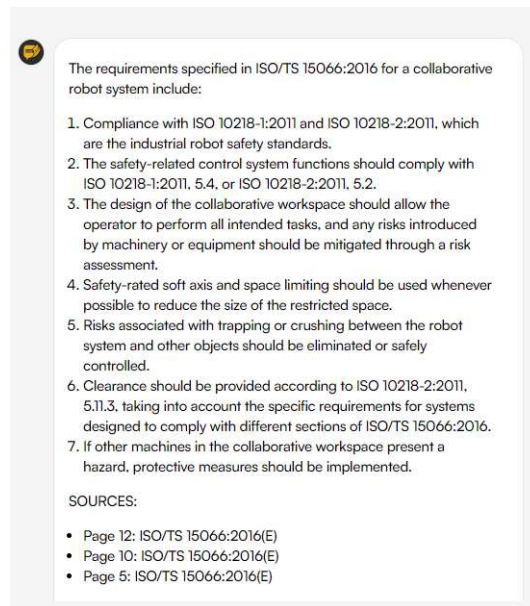 The requirements specified in ISO/TS 15066:2016 for a collaborative
robot system include:
1. Compliance with ISO 10218-1:2011 and ISO 10218-2:2011, which
are the industrial robot safety standards.
2. The safety-related control system functions should comply with
ISO 10218-1:2011, 5.4, or ISO 10218-2:2011, 5.2.
3. The design of the collaborative workspace should allow the
operator to perform all intended tasks, and any risks introduced
by machinery or equipment should be mitigated through a risk
assessment.
4. Safety-rated soft axis and space limiting should be used whenever
possible to reduce the size of the restricted space.
5. Risks associated with trapping or crushing between the robot
system and other objects should be eliminated or safely
controlled.
6. Clearance should be provided according to ISO 10218-2:2011,
5.11.3, taking into account the specific requirements for systems
designed to comply with different sections of ISO/TS 15066:2016.
7. If other machines in the collaborative workspace present a
hazard, protective measures should be implemented.
SOURCES:
• Page 12: ISO/TS 15066:2016(E)
• Page 10: ISO/TS 15066:2016(E)
• Page 5: ISO/TS 15066:2016(E)